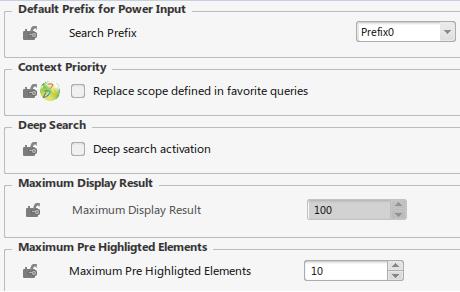 Default Prefix for Power Input
Search Prefix Prefix0
Context Priority
Replace scope defined in favorite queries
Deep Search
Deep search activation
Maximum Display Result
Maximum Display Result 100
Maximum Pre Highligted Elements
Maximum Pre Highligted Elements 10